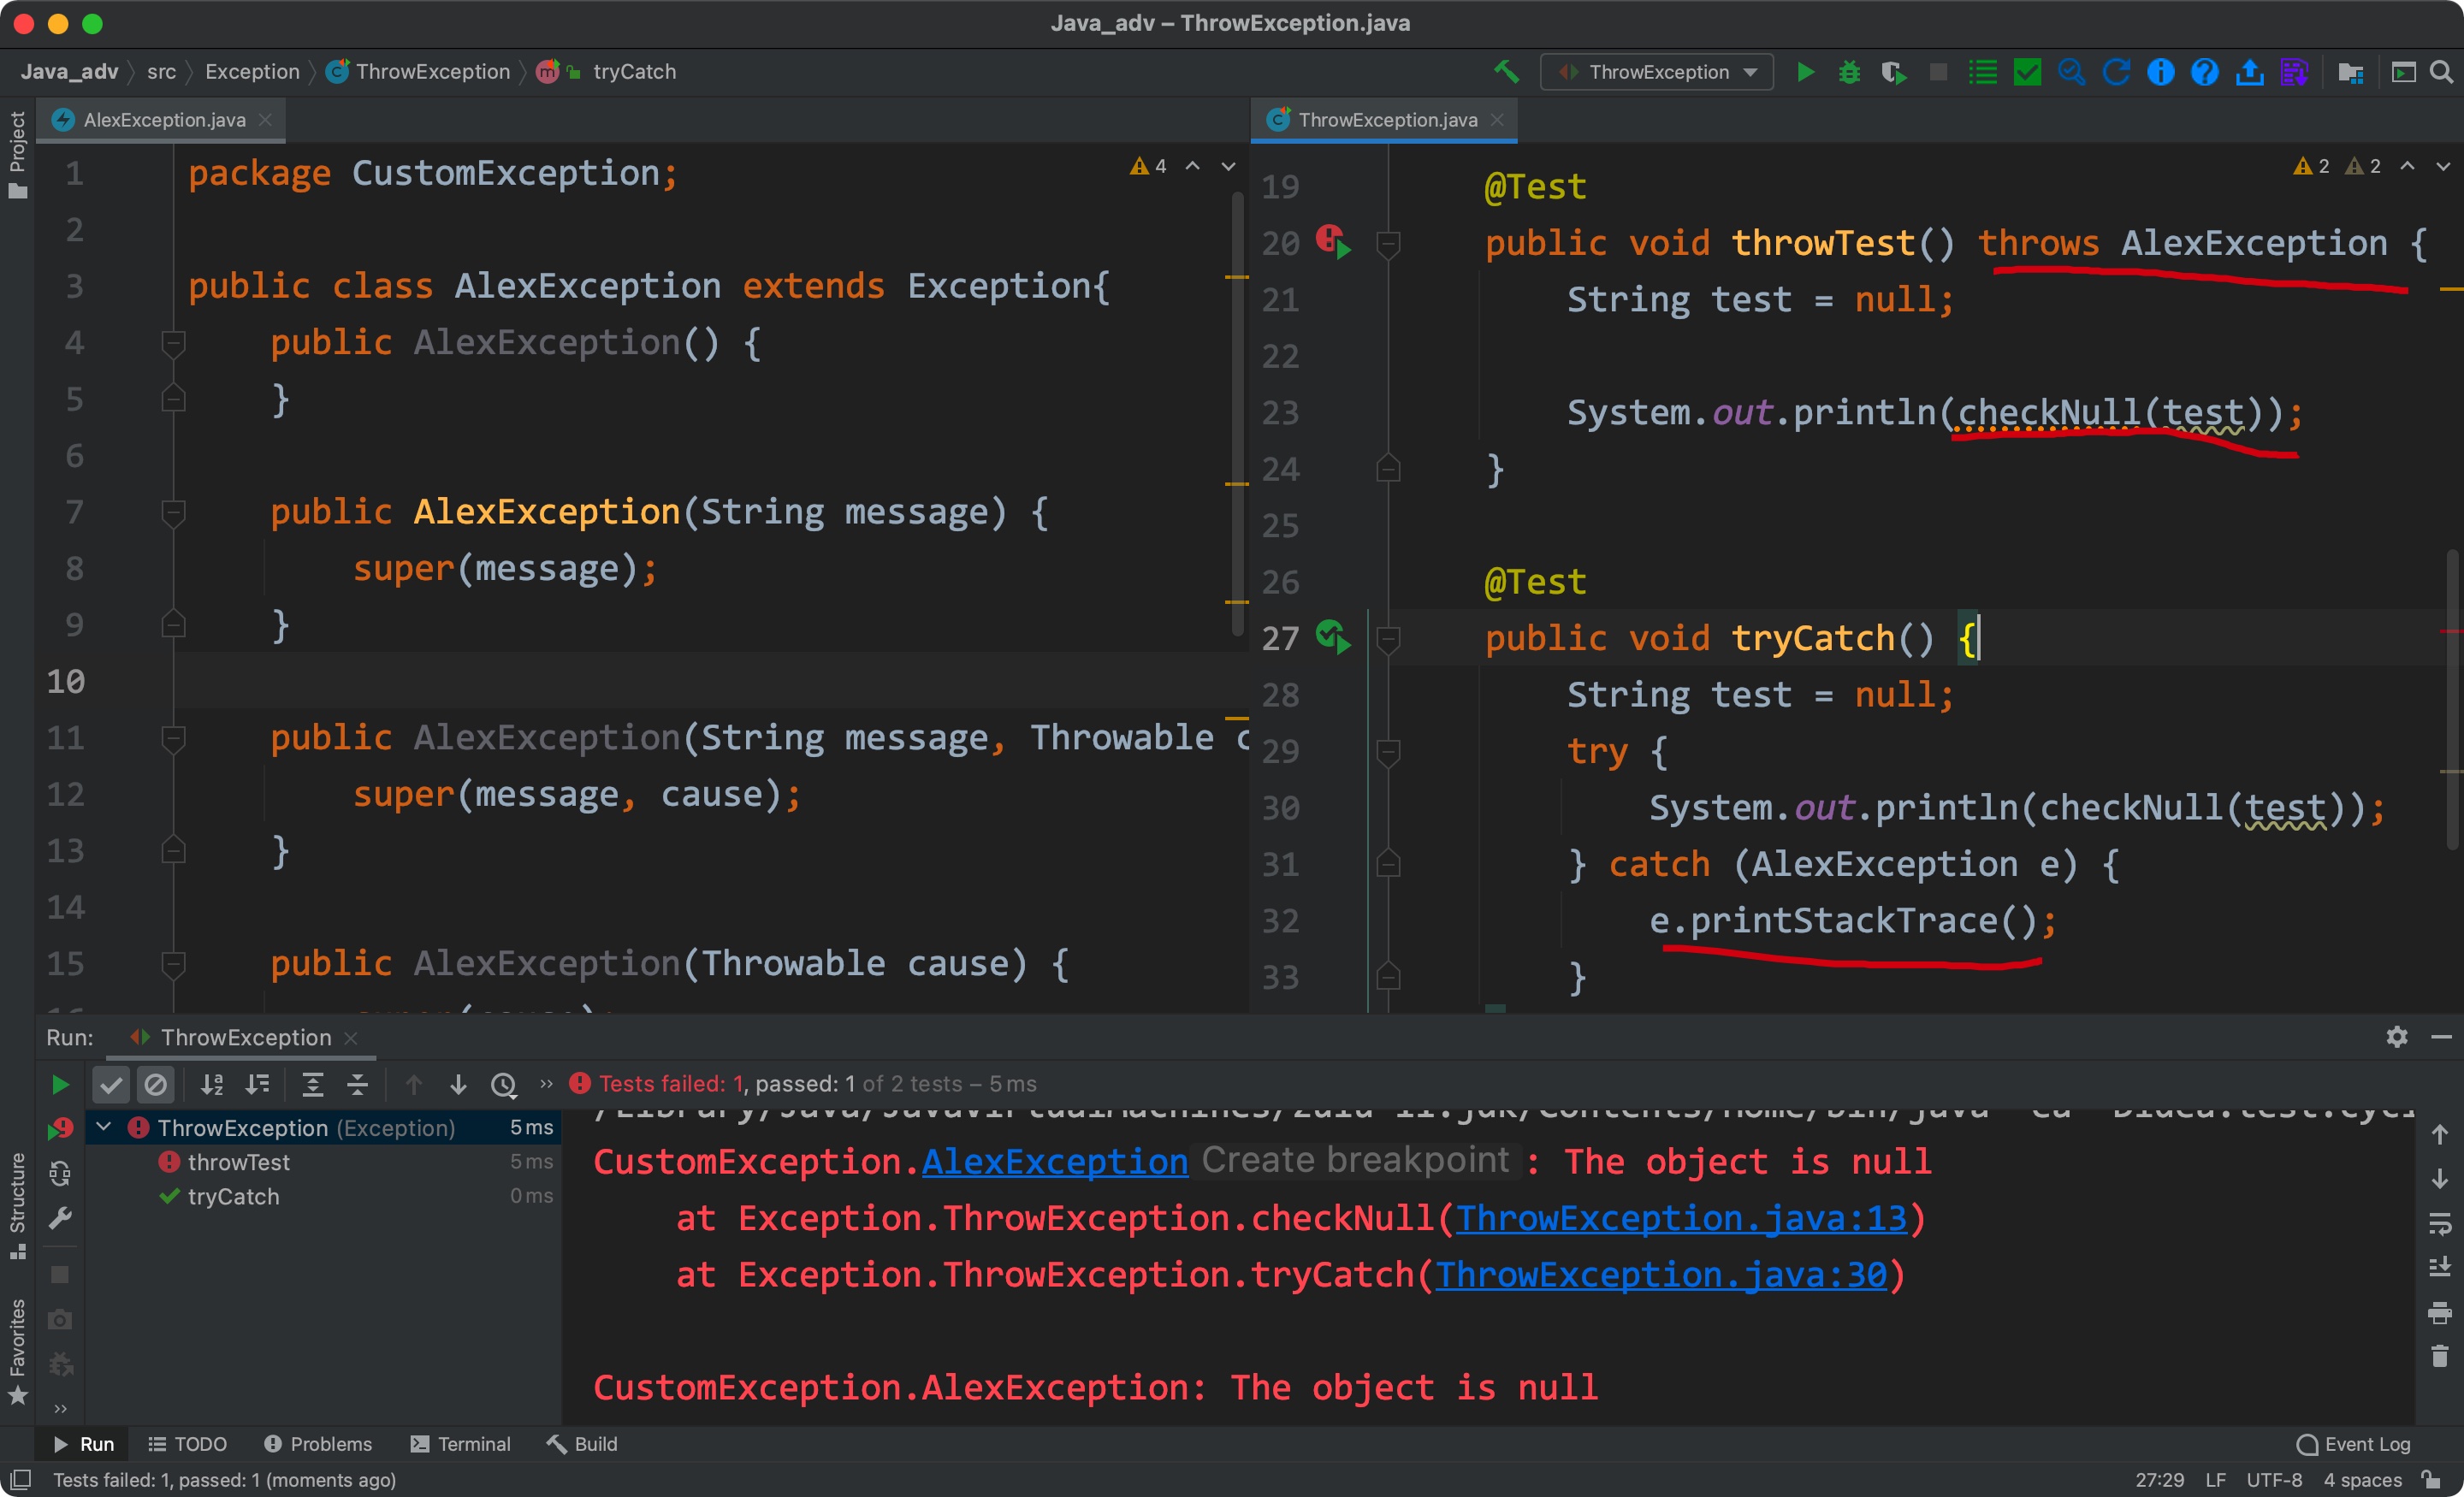 Java_adv – ThrowException.java
Java_adv src Exception ThrowException tryCatch
ThrowException
Project
AlexException.java
4
1 package CustomException;
2
3 public class AlexException extends Exception{
4 public AlexException() {
5 }
6
7 public AlexException(String message) {
8 super(message);
9 }
10
11 public AlexException(String message, Throwable c
12 super(message, cause);
13 }
14
15 public AlexException(Throwable cause) {
ThrowException.java
2 2
19 @Test
20 public void throwTest() throws AlexException {
21 String test = null;
22
23 System.out.println(checkNull(test));
24 }
25
26 @Test
27 public void tryCatch() {
28 String test = null;
29 try {
30 System.out.println(checkNull(test));
31 } catch (AlexException e) {
32 e.printStackTrace();
33 }
Run: ThrowException
Tests failed: 1, passed: 1 of 2 tests – 5 ms
ThrowException (Exception) 5 ms
throwTest 5 ms
tryCatch 0 ms
CustomException.AlexException Create breakpoint : The object is null
at Exception.ThrowException.checkNull(ThrowException.java:13)
at Exception.ThrowException.tryCatch(ThrowException.java:30)
CustomException.AlexException: The object is null
Structure
Favorites
Run TODO Problems Terminal Build Event Log
Tests failed: 1, passed: 1 (moments ago) 27:29 LF UTF-8 4 spaces